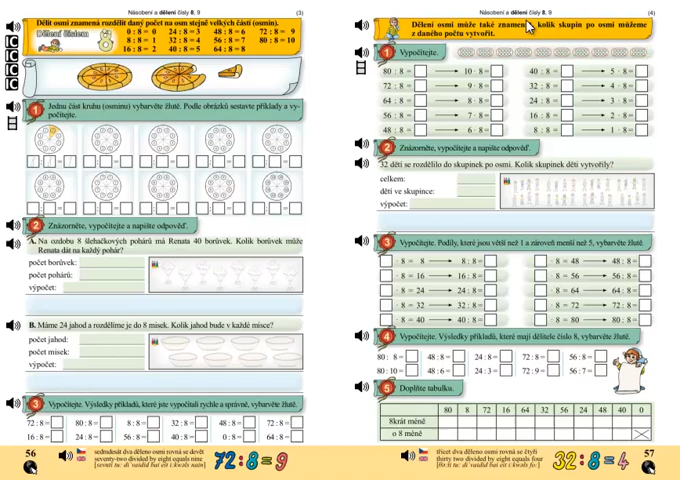 Násobení a dělení čísly 8, 9
(3)
Dělit osmi znamená rozdělit daný počet na osm stejně velkých částí (osmin).
Dělení číslem 8
0 : 8 = 0 24 : 8 = 3 48 : 8 = 6 72 : 8 = 9
8 : 8 = 1 32 : 8 = 4 56 : 8 = 7 80 : 8 = 10
16 : 8 = 2 40 : 8 = 5 64 : 8 = 8
1 Jednu část kruhu (osminu) vybarvěte žlutě. Podle obrázků sestavte příklady a vy-
počítejte.
2 Znázorněte, vypočítejte a napište odpověď.
A. Na ozdobu 8 šlehačkových pohárů má Renata 40 borůvek. Kolik borůvek může
Renata dát na každý pohár?
počet borůvek:
počet pohárů:
výpočet:
B. Máme 24 jahod a rozdělíme je do 8 misek. Kolik jahod bude v každé misce?
počet jahod:
počet misek:
výpočet:
3 Vypočítejte. Výsledky příkladů, které jste vypočítali rychle a správně, vybarvěte žlutě.
72 : 8 = 80 : 8 = 8 : 8 = 32 : 8 = 48 : 8 = 72 : 8 =
16 : 8 = 24 : 8 = 56 : 8 = 40 : 8 = 0 : 8 = 64 : 8 =
56
sedmdesát dva děleno osmi rovná se devět
seventy-two divided by eight equals nine
72 : 8 = 9
Násobení a dělení čísly 8, 9
(4)
Dělení osmi může také znamenat, kolik skupin po osmi můžeme
z daného počtu vytvořit.
1 Vypočítejte.
80 : 8 = 10 · 8 = 40 : 8 = 5 · 8 =
72 : 8 = 9 · 8 = 32 : 8 = 4 · 8 =
64 : 8 = 8 · 8 = 24 : 8 = 3 · 8 =
56 : 8 = 7 · 8 = 16 : 8 = 2 · 8 =
48 : 8 = 6 · 8 = 8 : 8 = 1 · 8 =
2 Znázorněte, vypočítejte a napište odpověď.
32 dětí se rozdělilo do skupinek po osmi. Kolik skupinek děti vytvořily?
celkem:
dětí ve skupince:
výpočet:
3 Vypočítejte. Podíly, které jsou větší než 1 a zároveň menší než 5, vybarvěte žlutě.
· 8 = 8 8 : 8 = · 8 = 48 48 : 8 =
· 8 = 16 16 : 8 = · 8 = 56 56 : 8 =
· 8 = 24 24 : 8 = · 8 = 64 64 : 8 =
· 8 = 32 32 : 8 = · 8 = 72 72 : 8 =
· 8 = 40 40 : 8 = · 8 = 80 80 : 8 =
4 Vypočítejte. Výsledky příkladů, které mají dělitele číslo 8, vybarvěte žlutě.
80 : 8 = 48 : 8 = 24 : 8 = 72 : 8 = 56 : 8 =
80 : 10 = 48 : 6 = 24 : 3 = 72 : 9 = 56 : 7 =
5 Doplňte tabulku.
80 8 72 16 64 32 56 24 48 40 0
8krát méně
o 8 méně
třicet dva děleno osmi rovná se čtyři
thirty two divided by eight equals four
32 : 8 = 4
57